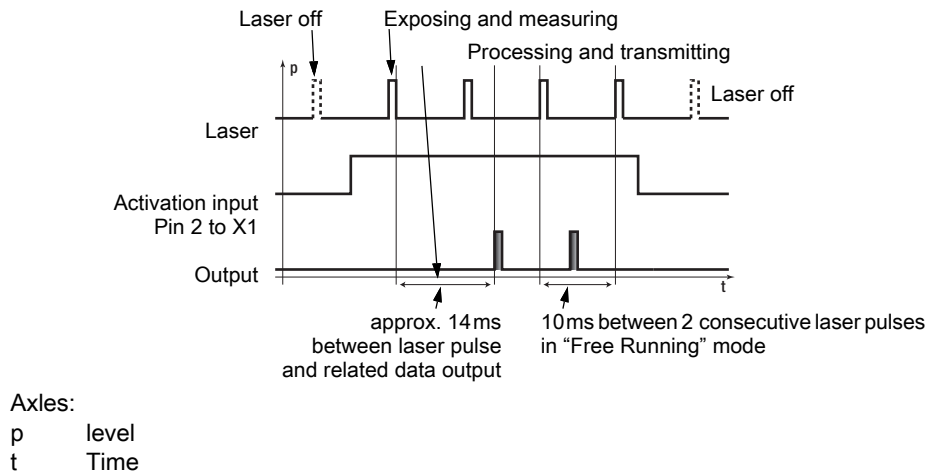 Laser off
Exposing and measuring
Processing and transmitting
p
Laser off
Laser
Activation input
Pin 2 to X1
Output
t
approx. 14ms
between laser pulse
and related data output
10ms between 2 consecutive laser pulses
in “Free Running” mode
Axles:
p level
t Time